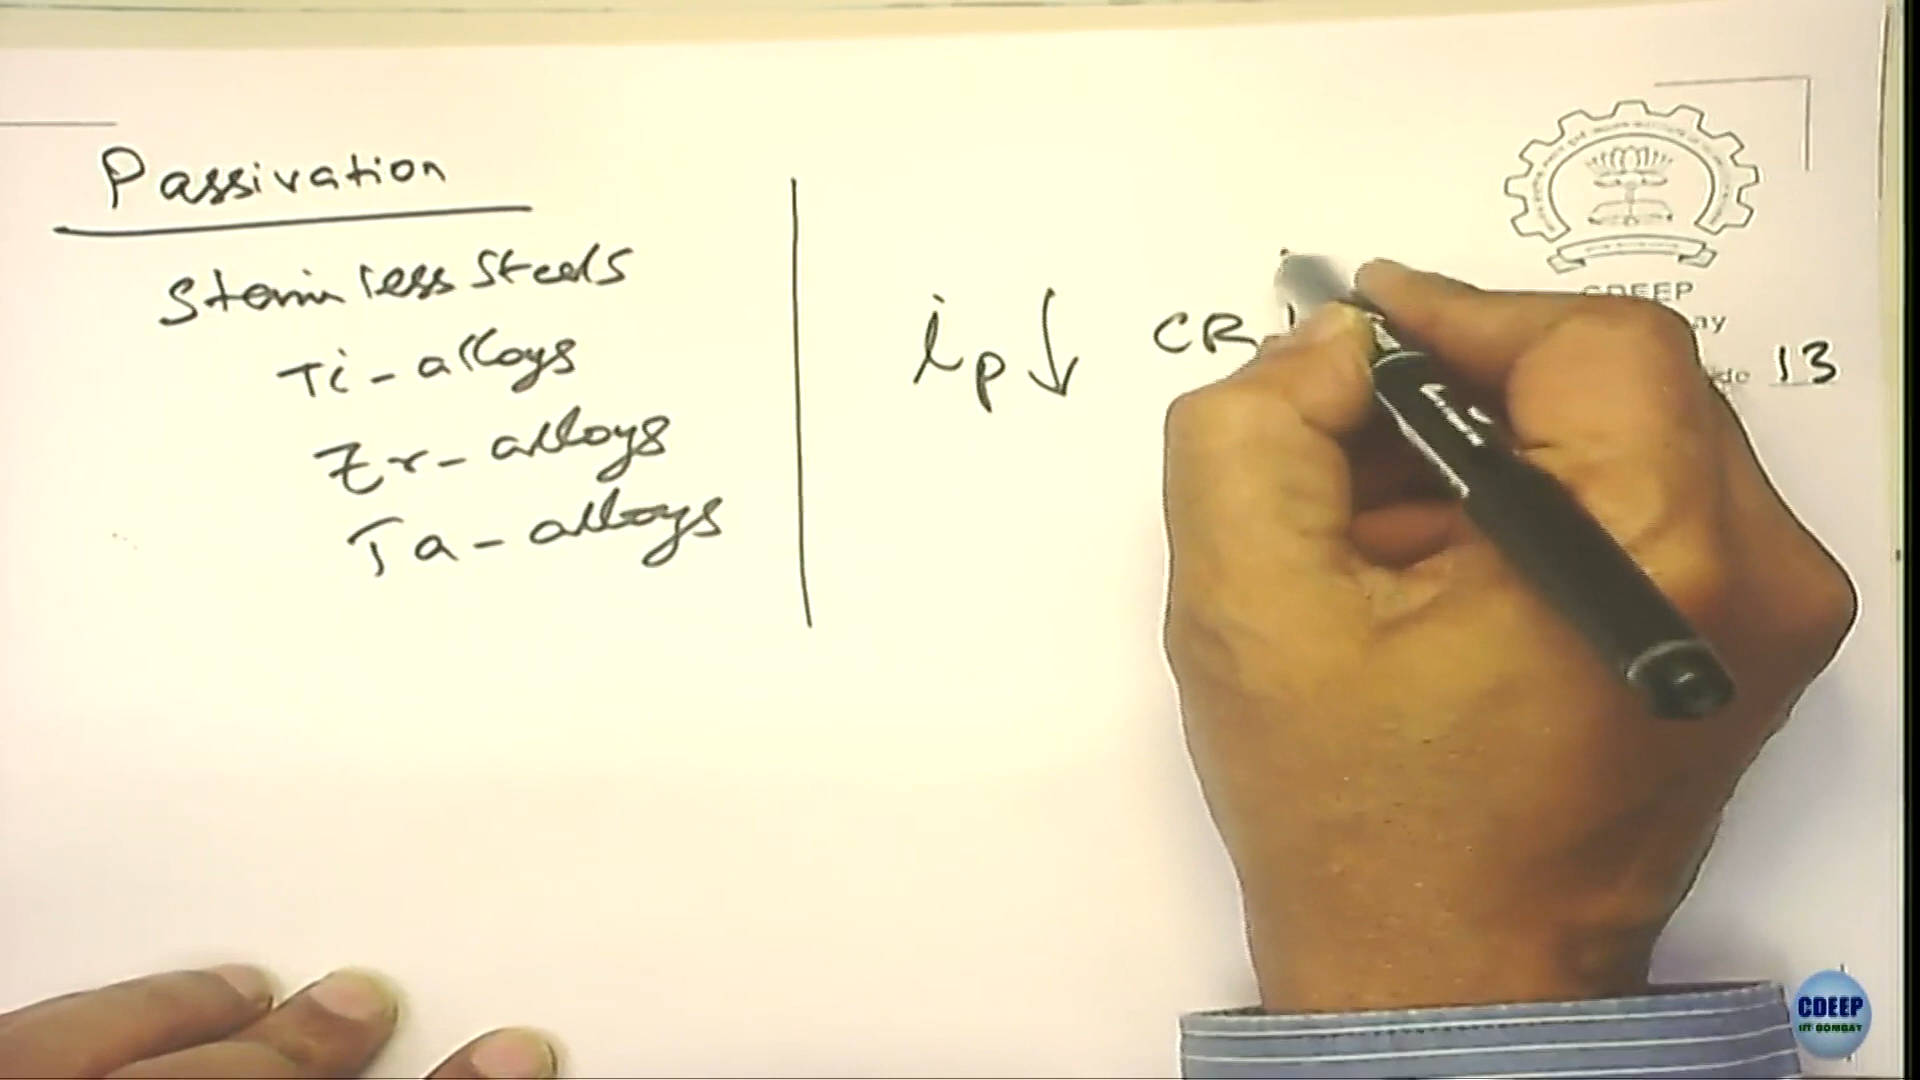 Passivation
Stainless Steels
Ti - alloys
Zr - alloys
Ta - alloys
ip ↓ CR
CDEEP
13
CDEEP
IIT BOMBAY